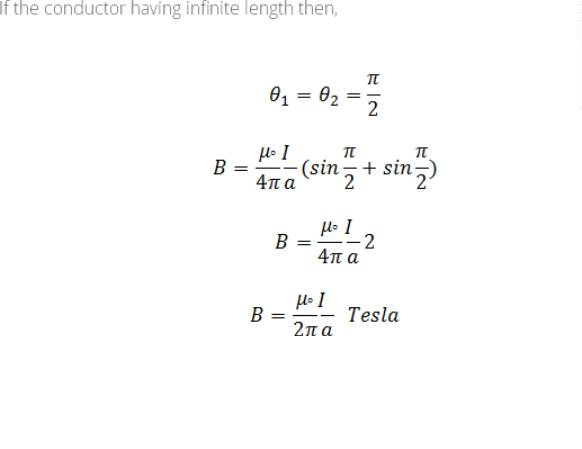 If the conductor having infinite length then,
θ₁ = θ₂ = π/2
B = μ∘/4π I/a (sin π/2 + sin π/2)
B = μ∘/4π I/a 2
B = μ∘/2π I/a Tesla